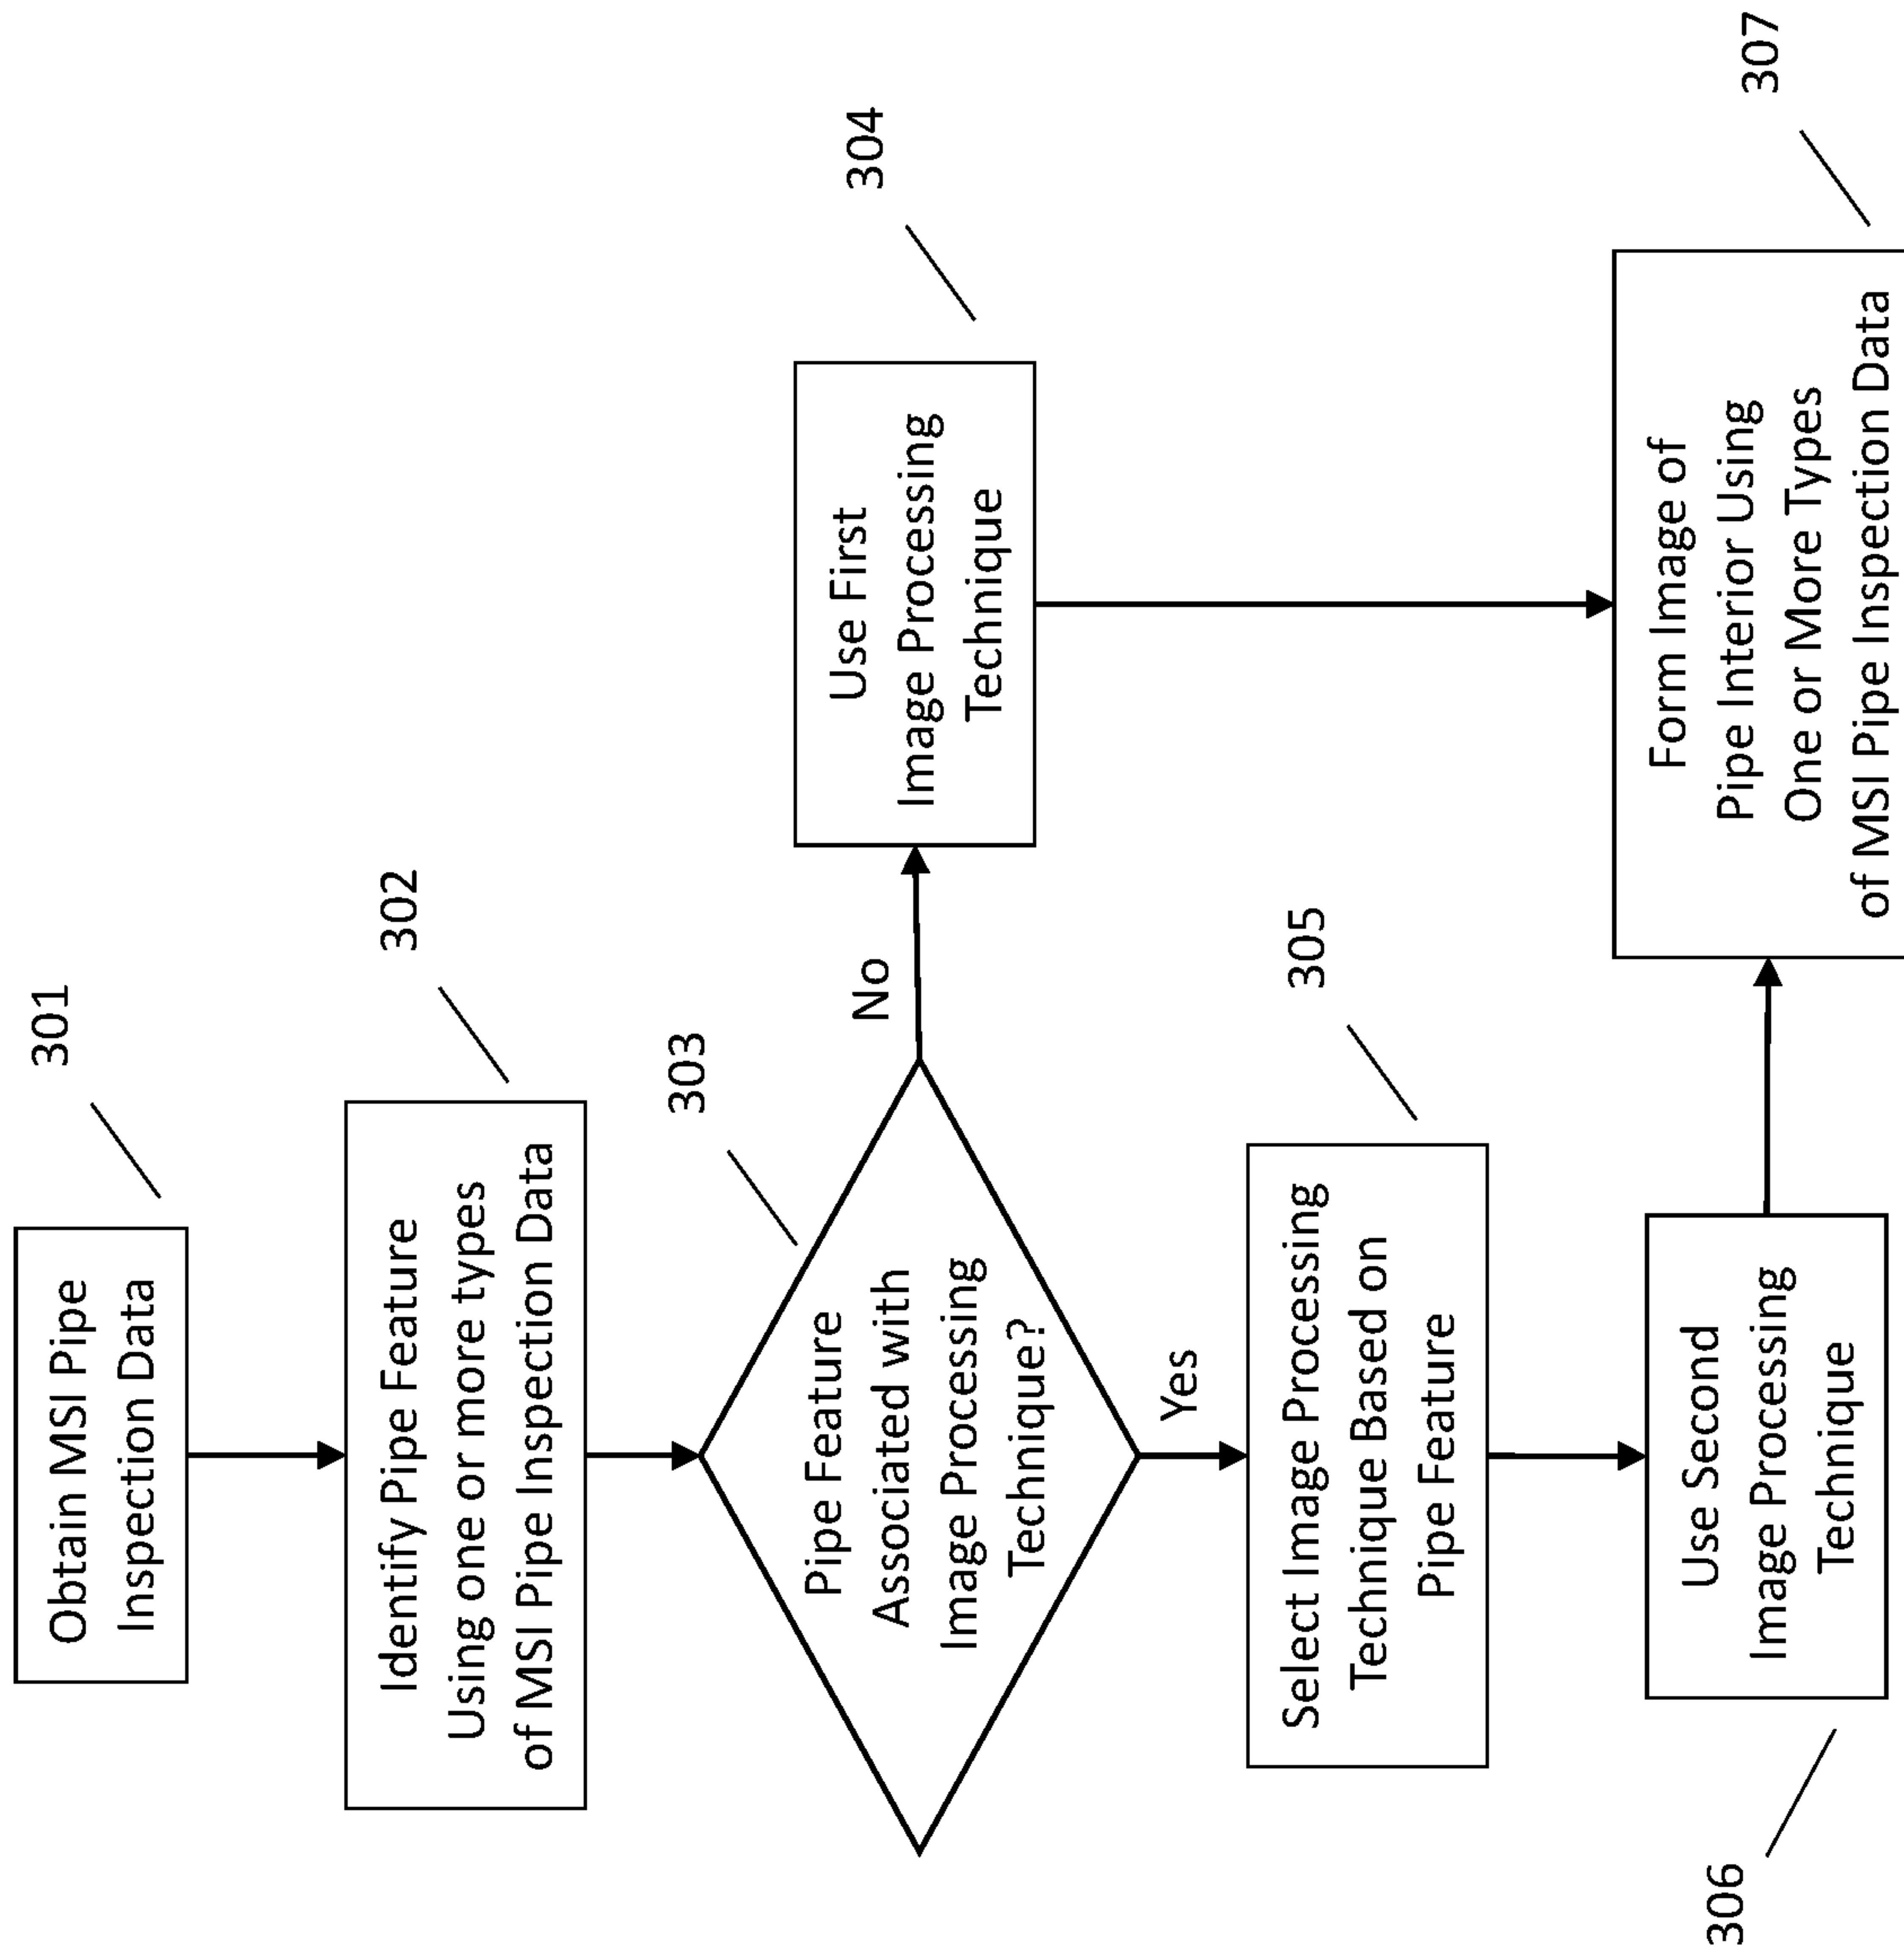 301
Obtain MSI Pipe
Inspection Data
302
Identify Pipe Feature
Using one or more types
of MSI Pipe Inspection Data
303
Pipe Feature
Associated with
Image Processing
Technique?
No
304
Use First
Image Processing
Technique
Yes
305
Select Image Processing
Technique Based on
Pipe Feature
306
Use Second
Image Processing
Technique
307
Form Image of
Pipe Interior Using
One or More Types
of MSI Pipe Inspection Data